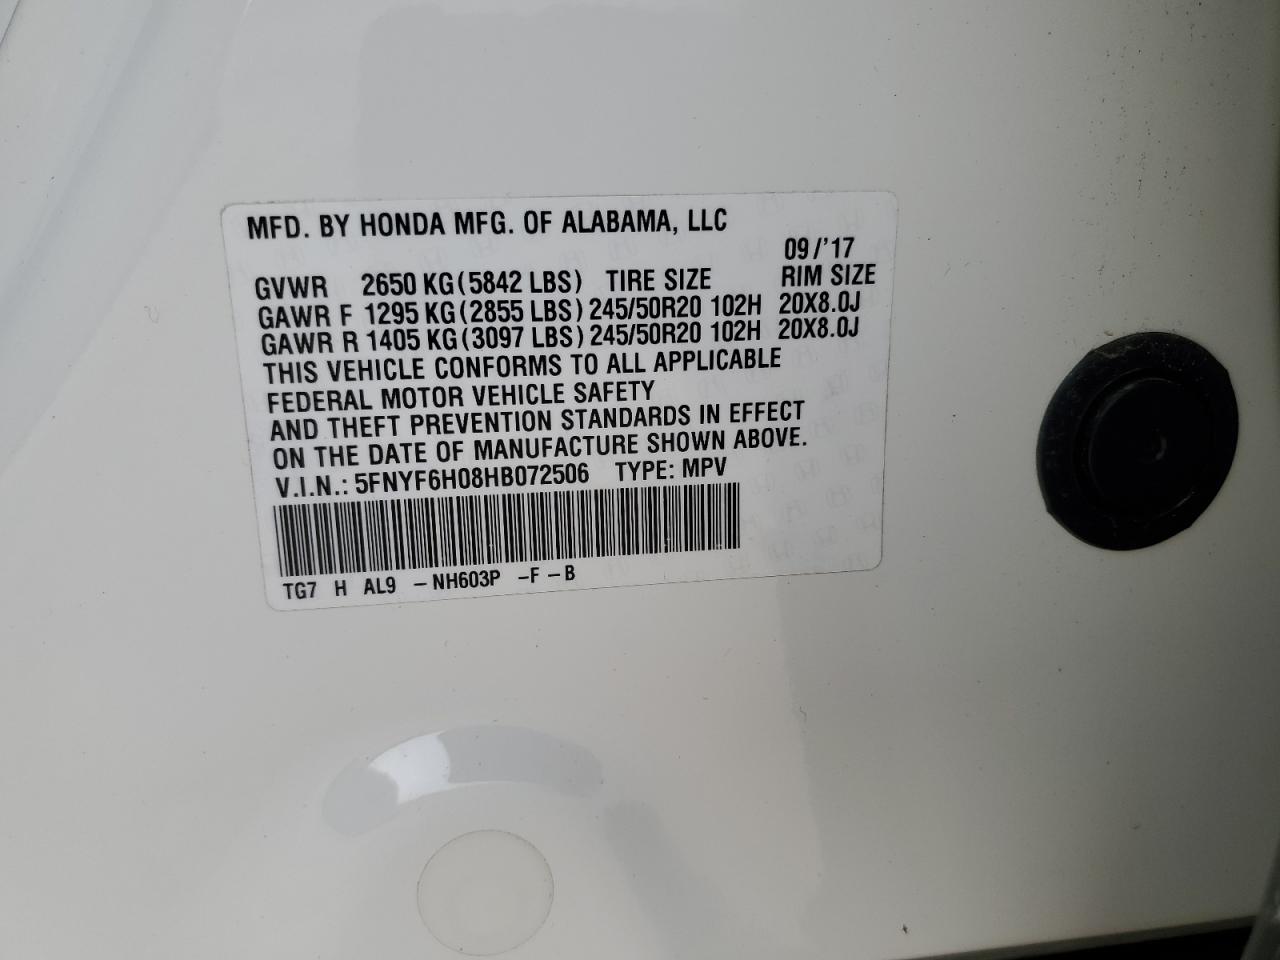 MFD. BY HONDA MFG. OF ALABAMA, LLC
09/'17
GVWR 2650 KG (5842 LBS) TIRE SIZE RIM SIZE
GAWR F 1295 KG (2855 LBS) 245/50R20 102H 20X8.0J
GAWR R 1405 KG (3097 LBS) 245/50R20 102H 20X8.0J
THIS VEHICLE CONFORMS TO ALL APPLICABLE
FEDERAL MOTOR VEHICLE SAFETY
AND THEFT PREVENTION STANDARDS IN EFFECT
ON THE DATE OF MANUFACTURE SHOWN ABOVE.
V.I.N.: 5FNYF6H08HB072506 TYPE: MPV
TG7 H AL9 -NH603P -F-B